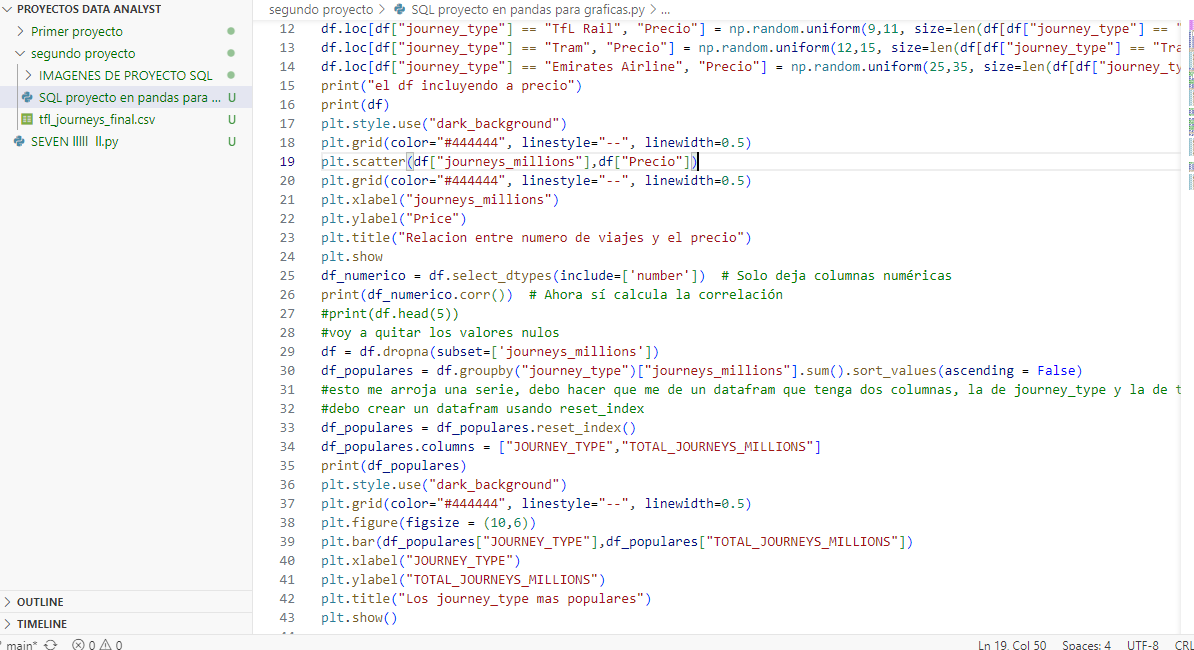 PROYECTOS DATA ANALYST
Primer proyecto
segundo proyecto
IMAGENES DE PROYECTO SQL
SQL proyecto en pandas para ... U
tfl_journeys_final.csv U
SEVEN lllll ll.py U
OUTLINE
TIMELINE
segundo proyecto > SQL proyecto en pandas para graficas.py > ...
12 df.loc[df["journey_type"] == "TfL Rail", "Precio"] = np.random.uniform(9,11, size=len(df[df["journey_type"] == "
13 df.loc[df["journey_type"] == "Tram", "Precio"] = np.random.uniform(12,15, size=len(df[df["journey_type"] == "Tra
14 df.loc[df["journey_type"] == "Emirates Airline", "Precio"] = np.random.uniform(25,35, size=len(df[df["journey_ty
15 print("el df incluyendo a precio")
16 print(df)
17 plt.style.use("dark_background")
18 plt.grid(color="#444444", linestyle="--", linewidth=0.5)
19 plt.scatter(df["journeys_millions"],df["Precio"])
20 plt.grid(color="#444444", linestyle="--", linewidth=0.5)
21 plt.xlabel("journeys_millions")
22 plt.ylabel("Price")
23 plt.title("Relacion entre numero de viajes y el precio")
24 plt.show
25 df_numerico = df.select_dtypes(include=['number']) # Solo deja columnas numéricas
26 print(df_numerico.corr()) # Ahora sí calcula la correlación
27 #print(df.head(5))
28 #voy a quitar los valores nulos
29 df = df.dropna(subset=['journeys_millions'])
30 df_populares = df.groupby("journey_type")["journeys_millions"].sum().sort_values(ascending = False)
31 #esto me arroja una serie, debo hacer que me de un datafram que tenga dos columnas, la de journey_type y la de t
32 #debo crear un datafram usando reset_index
33 df_populares = df_populares.reset_index()
34 df_populares.columns = ["JOURNEY_TYPE","TOTAL_JOURNEYS_MILLIONS"]
35 print(df_populares)
36 plt.style.use("dark_background")
37 plt.grid(color="#444444", linestyle="--", linewidth=0.5)
38 plt.figure(figsize = (10,6))
39 plt.bar(df_populares["JOURNEY_TYPE"],df_populares["TOTAL_JOURNEYS_MILLIONS"])
40 plt.xlabel("JOURNEY_TYPE")
41 plt.ylabel("TOTAL_JOURNEYS_MILLIONS")
42 plt.title("Los journey_type mas populares")
43 plt.show()
main* 0 0 Ln 19, Col 50 Spaces: 4 UTF-8 CRL